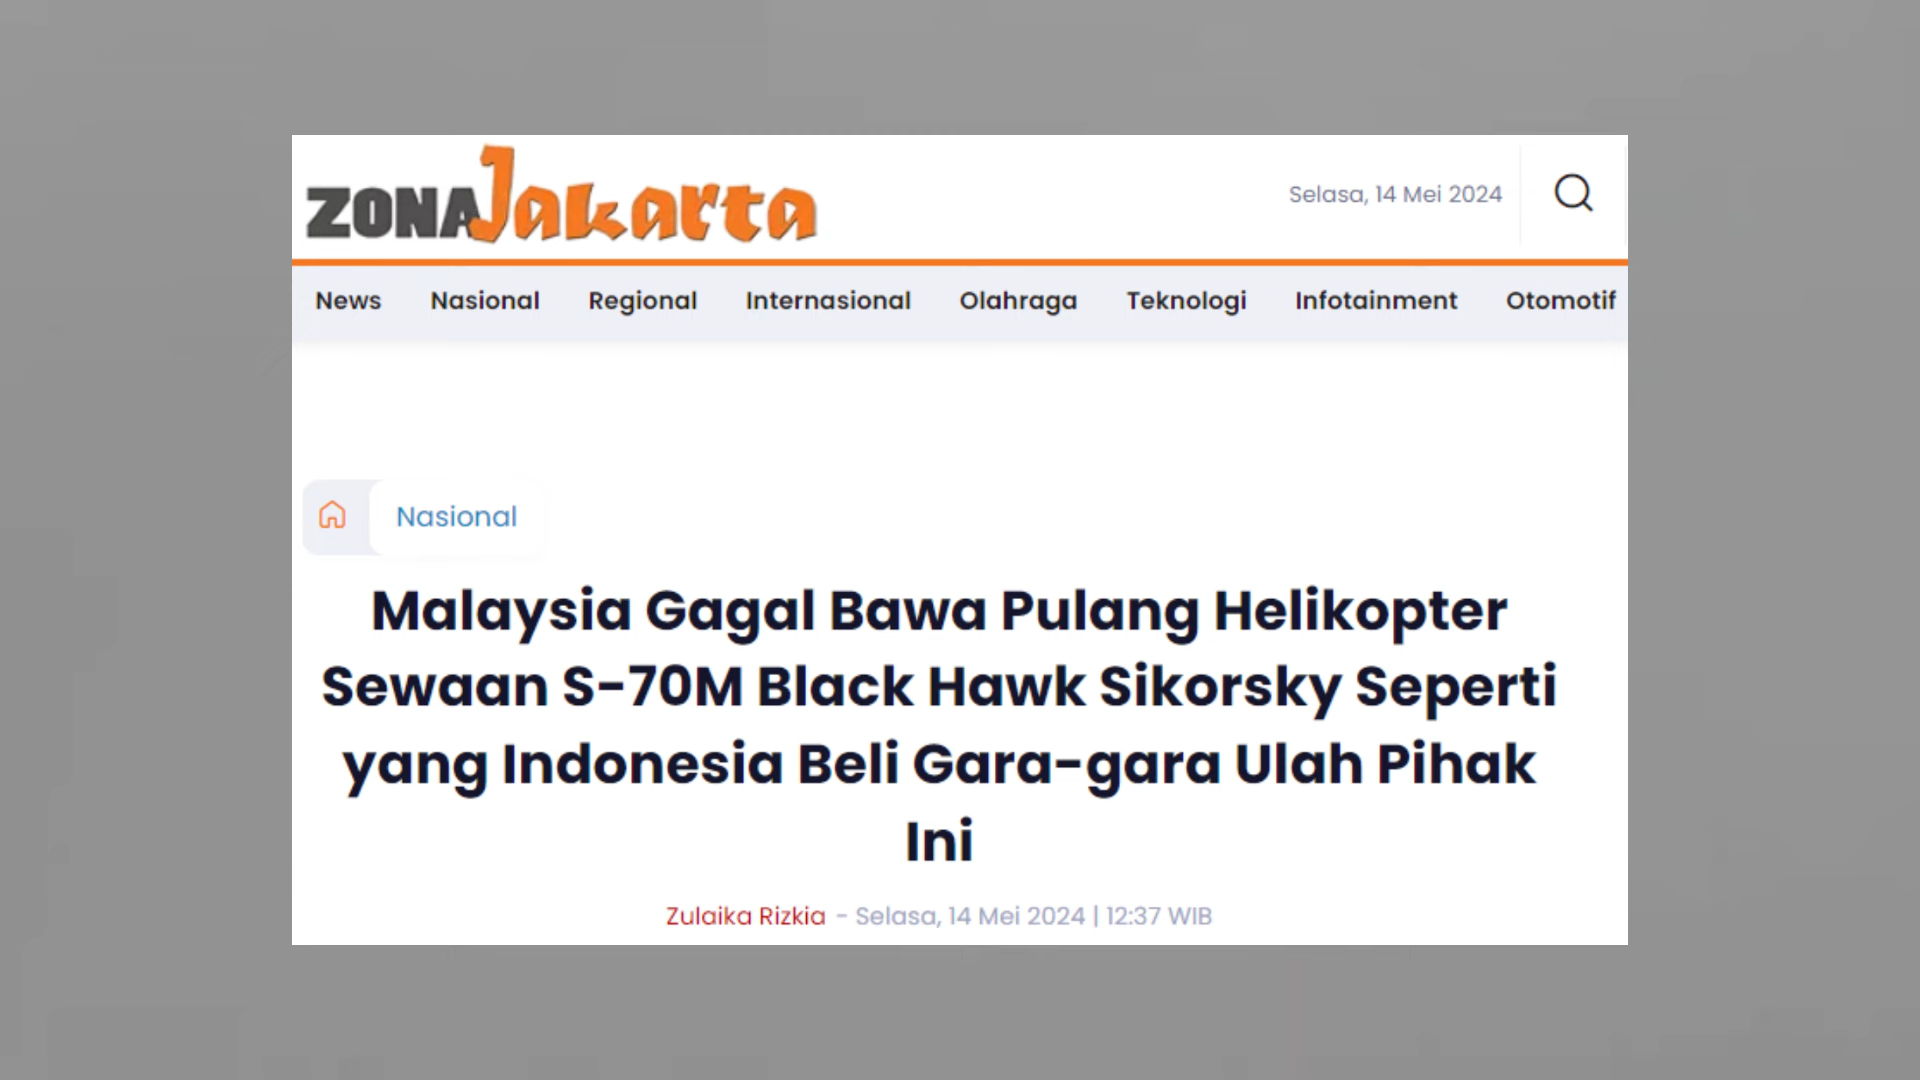 ZONAJakarta
Selasa, 14 Mei 2024
News Nasional Regional Internasional Olahraga Teknologi Infotainment Otomotif
Nasional
Malaysia Gagal Bawa Pulang Helikopter
Sewaan S-70M Black Hawk Sikorsky Seperti
yang Indonesia Beli Gara-gara Ulah Pihak
Ini
Zulaika Rizkia - Selasa, 14 Mei 2024 | 12:37 WIB